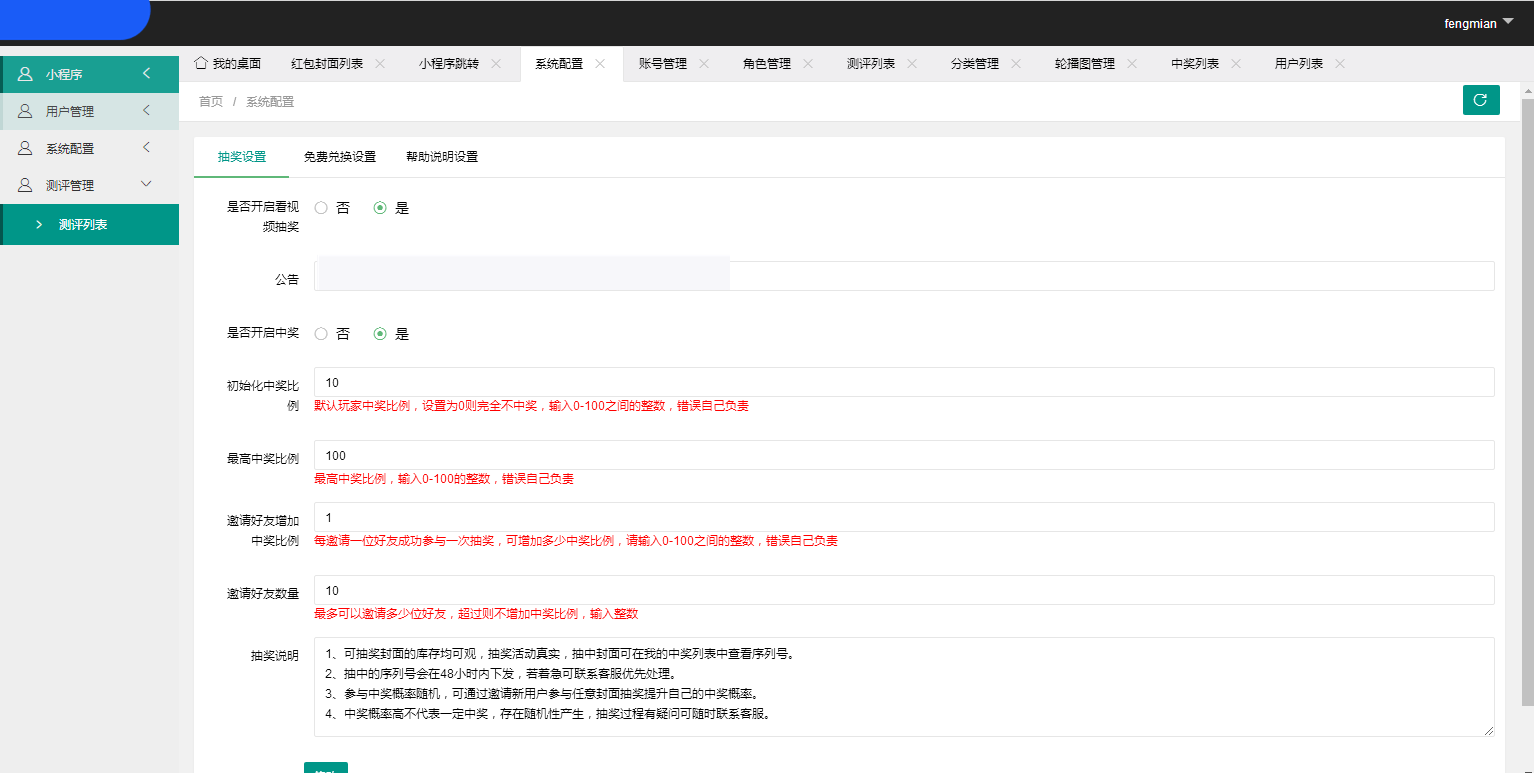 fengmian
小程序
用户管理
系统配置
测评管理
测评列表
我的桌面 红包封面列表 小程序跳转 系统配置 账号管理 角色管理 测评列表 分类管理 轮播图管理 中奖列表 用户列表
首页 / 系统配置
抽奖设置 免费兑换设置 帮助说明设置
是否开启看视
频抽奖
否 是
公告
是否开启中奖 否 是
初始化中奖比
例
10
默认玩家中奖比例，设置为0则完全不中奖，输入0-100之间的整数，错误自己负责
最高中奖比例 100
最高中奖比例，输入0-100的整数，错误自己负责
邀请好友增加
中奖比例
1
每邀请一位好友成功参与一次抽奖，可增加多少中奖比例，请输入0-100之间的整数，错误自己负责
邀请好友数量 10
最多可以邀请多少位好友，超过则不增加中奖比例，输入整数
抽奖说明
1、可抽奖封面的库存均可观，抽奖活动真实，抽中封面可在我的中奖列表中查看序列号。
2、抽中的序列号会在48小时内下发，若着急可联系客服优先处理。
3、参与中奖概率随机，可通过邀请新用户参与任意封面抽奖提升自己的中奖概率。
4、中奖概率高不代表一定中奖，存在随机性产生，抽奖过程有疑问可随时联系客服。